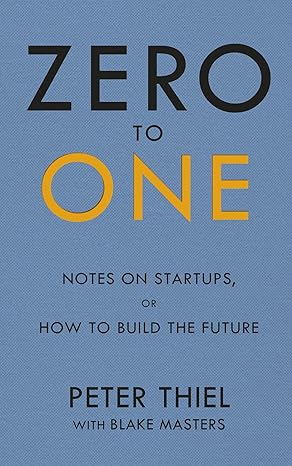 ZERO
TO
ONE
NOTES ON STARTUPS,
OR
HOW TO BUILD THE FUTURE
PETER THIEL
WITH BLAKE MASTERS